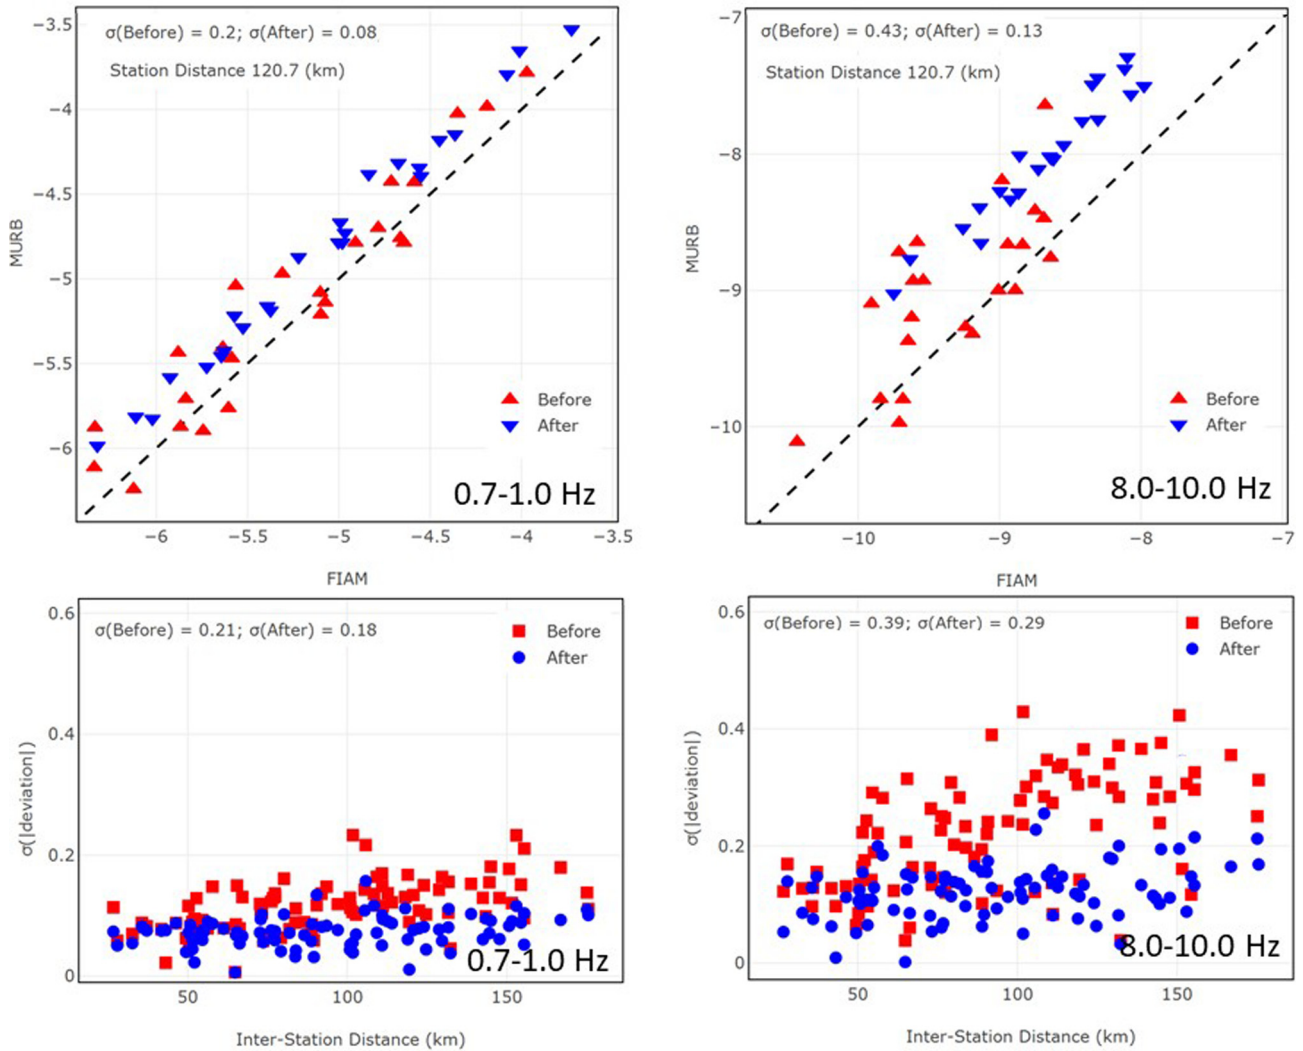 σ(Before) = 0.2; σ(After) = 0.08
Station Distance 120.7 (km)
−3.5
−4
−4.5
−5
−5.5
−6
MURB
Before
After
0.7-1.0 Hz
−6
−5.5
−5
−4.5
−4
−3.5
FIAM
σ(Before) = 0.43; σ(After) = 0.13
Station Distance 120.7 (km)
−7
−8
−9
−10
MURB
Before
After
8.0-10.0 Hz
−10
−9
−8
−7
FIAM
σ(Before) = 0.21; σ(After) = 0.18
Before
After
0.6
0.4
0.2
0
σ(|deviation|)
0.7-1.0 Hz
50
100
150
Inter-Station Distance (km)
σ(Before) = 0.39; σ(After) = 0.29
Before
After
0.6
0.4
0.2
0
σ(|deviation|)
8.0-10.0 Hz
50
100
150
Inter-Station Distance (km)